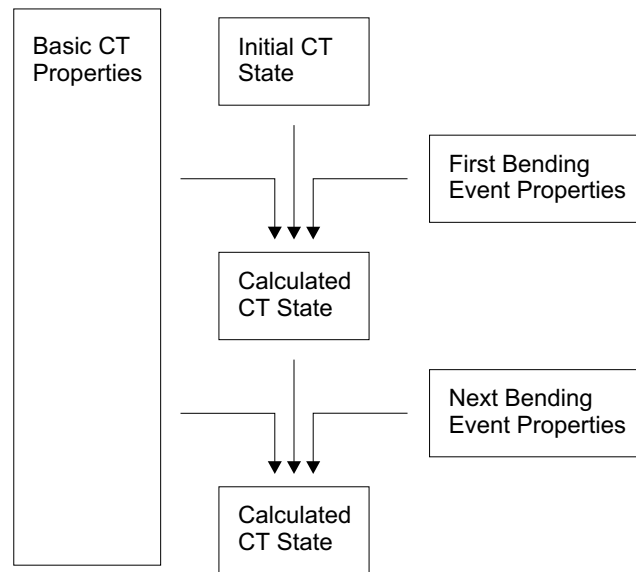 Basic CT
Properties
Initial CT
State
First Bending
Event Properties
Calculated
CT State
Next Bending
Event Properties
Calculated
CT State